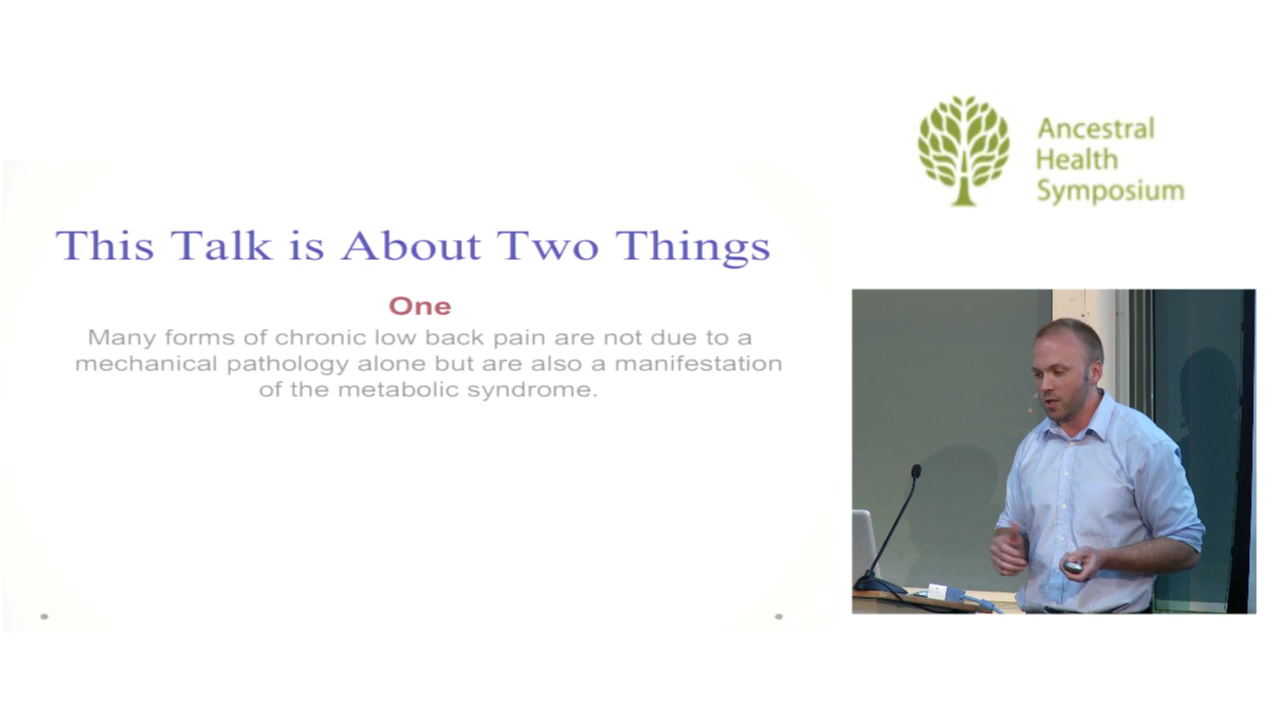 This Talk is About Two Things
One
Many forms of chronic low back pain are not due to a
mechanical pathology alone but are also a manifestation
of the metabolic syndrome.
Ancestral
Health
Symposium